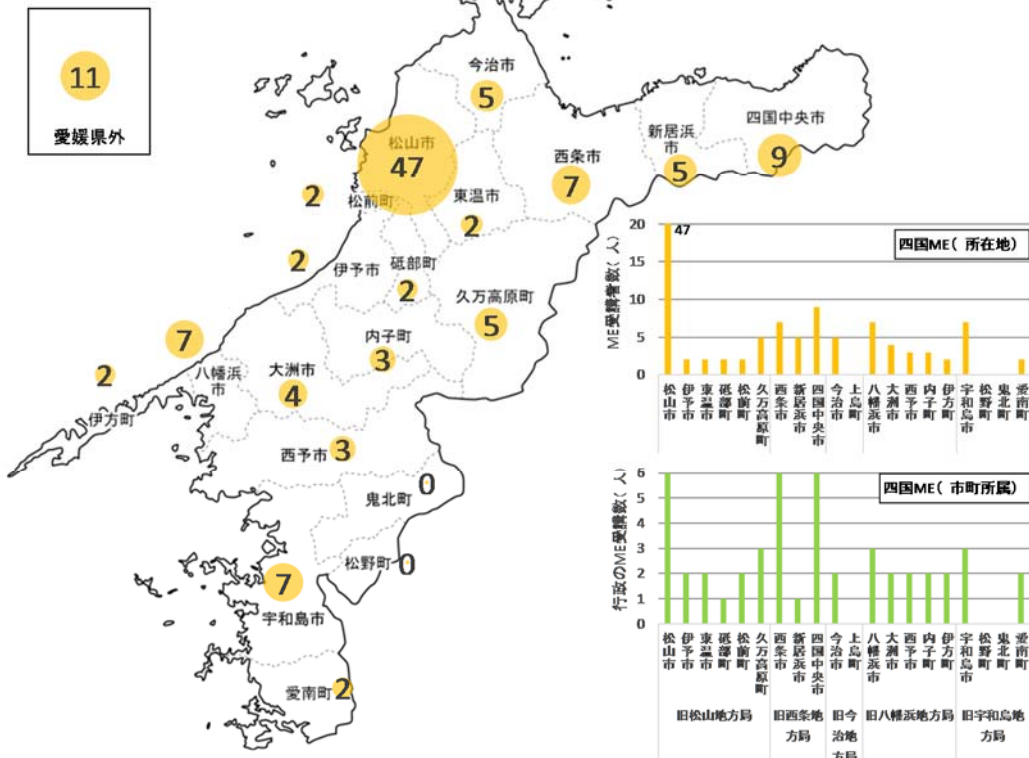 11
愛媛県外
今治市
5
四国中央市
9
新居浜
市
5
松山市
47
西条市
7
東温市
2
2
松前町
2
伊予市
砥部町
2
久万高原町
5
7
内子町
3
八幡浜
市
大洲市
4
2
伊方町
西予市
3
鬼北町
0
松野町
0
7
宇和島市
愛南町
2
四国ME(所在地)
ME受講者数(人)
20
15
10
5
0
47
松山市
伊予市
東温市
砥部町
松前町
久万高原町
西条市
新居浜市
四国中央市
今治市
上島町
八幡浜市
大洲市
西予市
内子町
伊方町
宇和島市
松野町
鬼北町
愛南町
四国ME(市町所属)
行政のME受講数(人)
6
5
4
3
2
1
0
松山市
伊予市
東温市
砥部町
松前町
久万高原町
西条市
新居浜市
四国中央市
今治市
上島町
八幡浜市
大洲市
西予市
内子町
伊方町
宇和島市
松野町
鬼北町
愛南町
旧松山地方局
旧西条地
方局
旧今
治地
方局
旧八幡浜地方局
旧宇和島地
方局